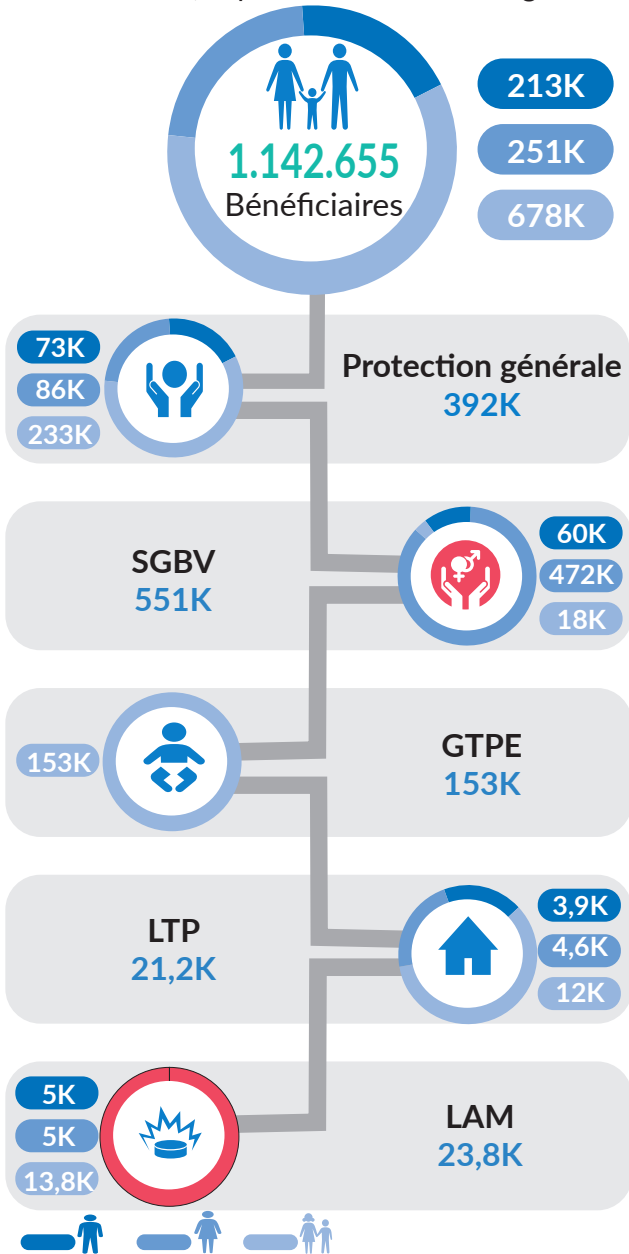 1.142.655
Bénéficiaires
213K
251K
678K
73K
86K
233K
Protection générale
392K
SGBV
551K
60K
472K
18K
153K
GTPE
153K
LTP
21,2K
3,9K
4,6K
12K
5K
5K
13,8K
LAM
23,8K